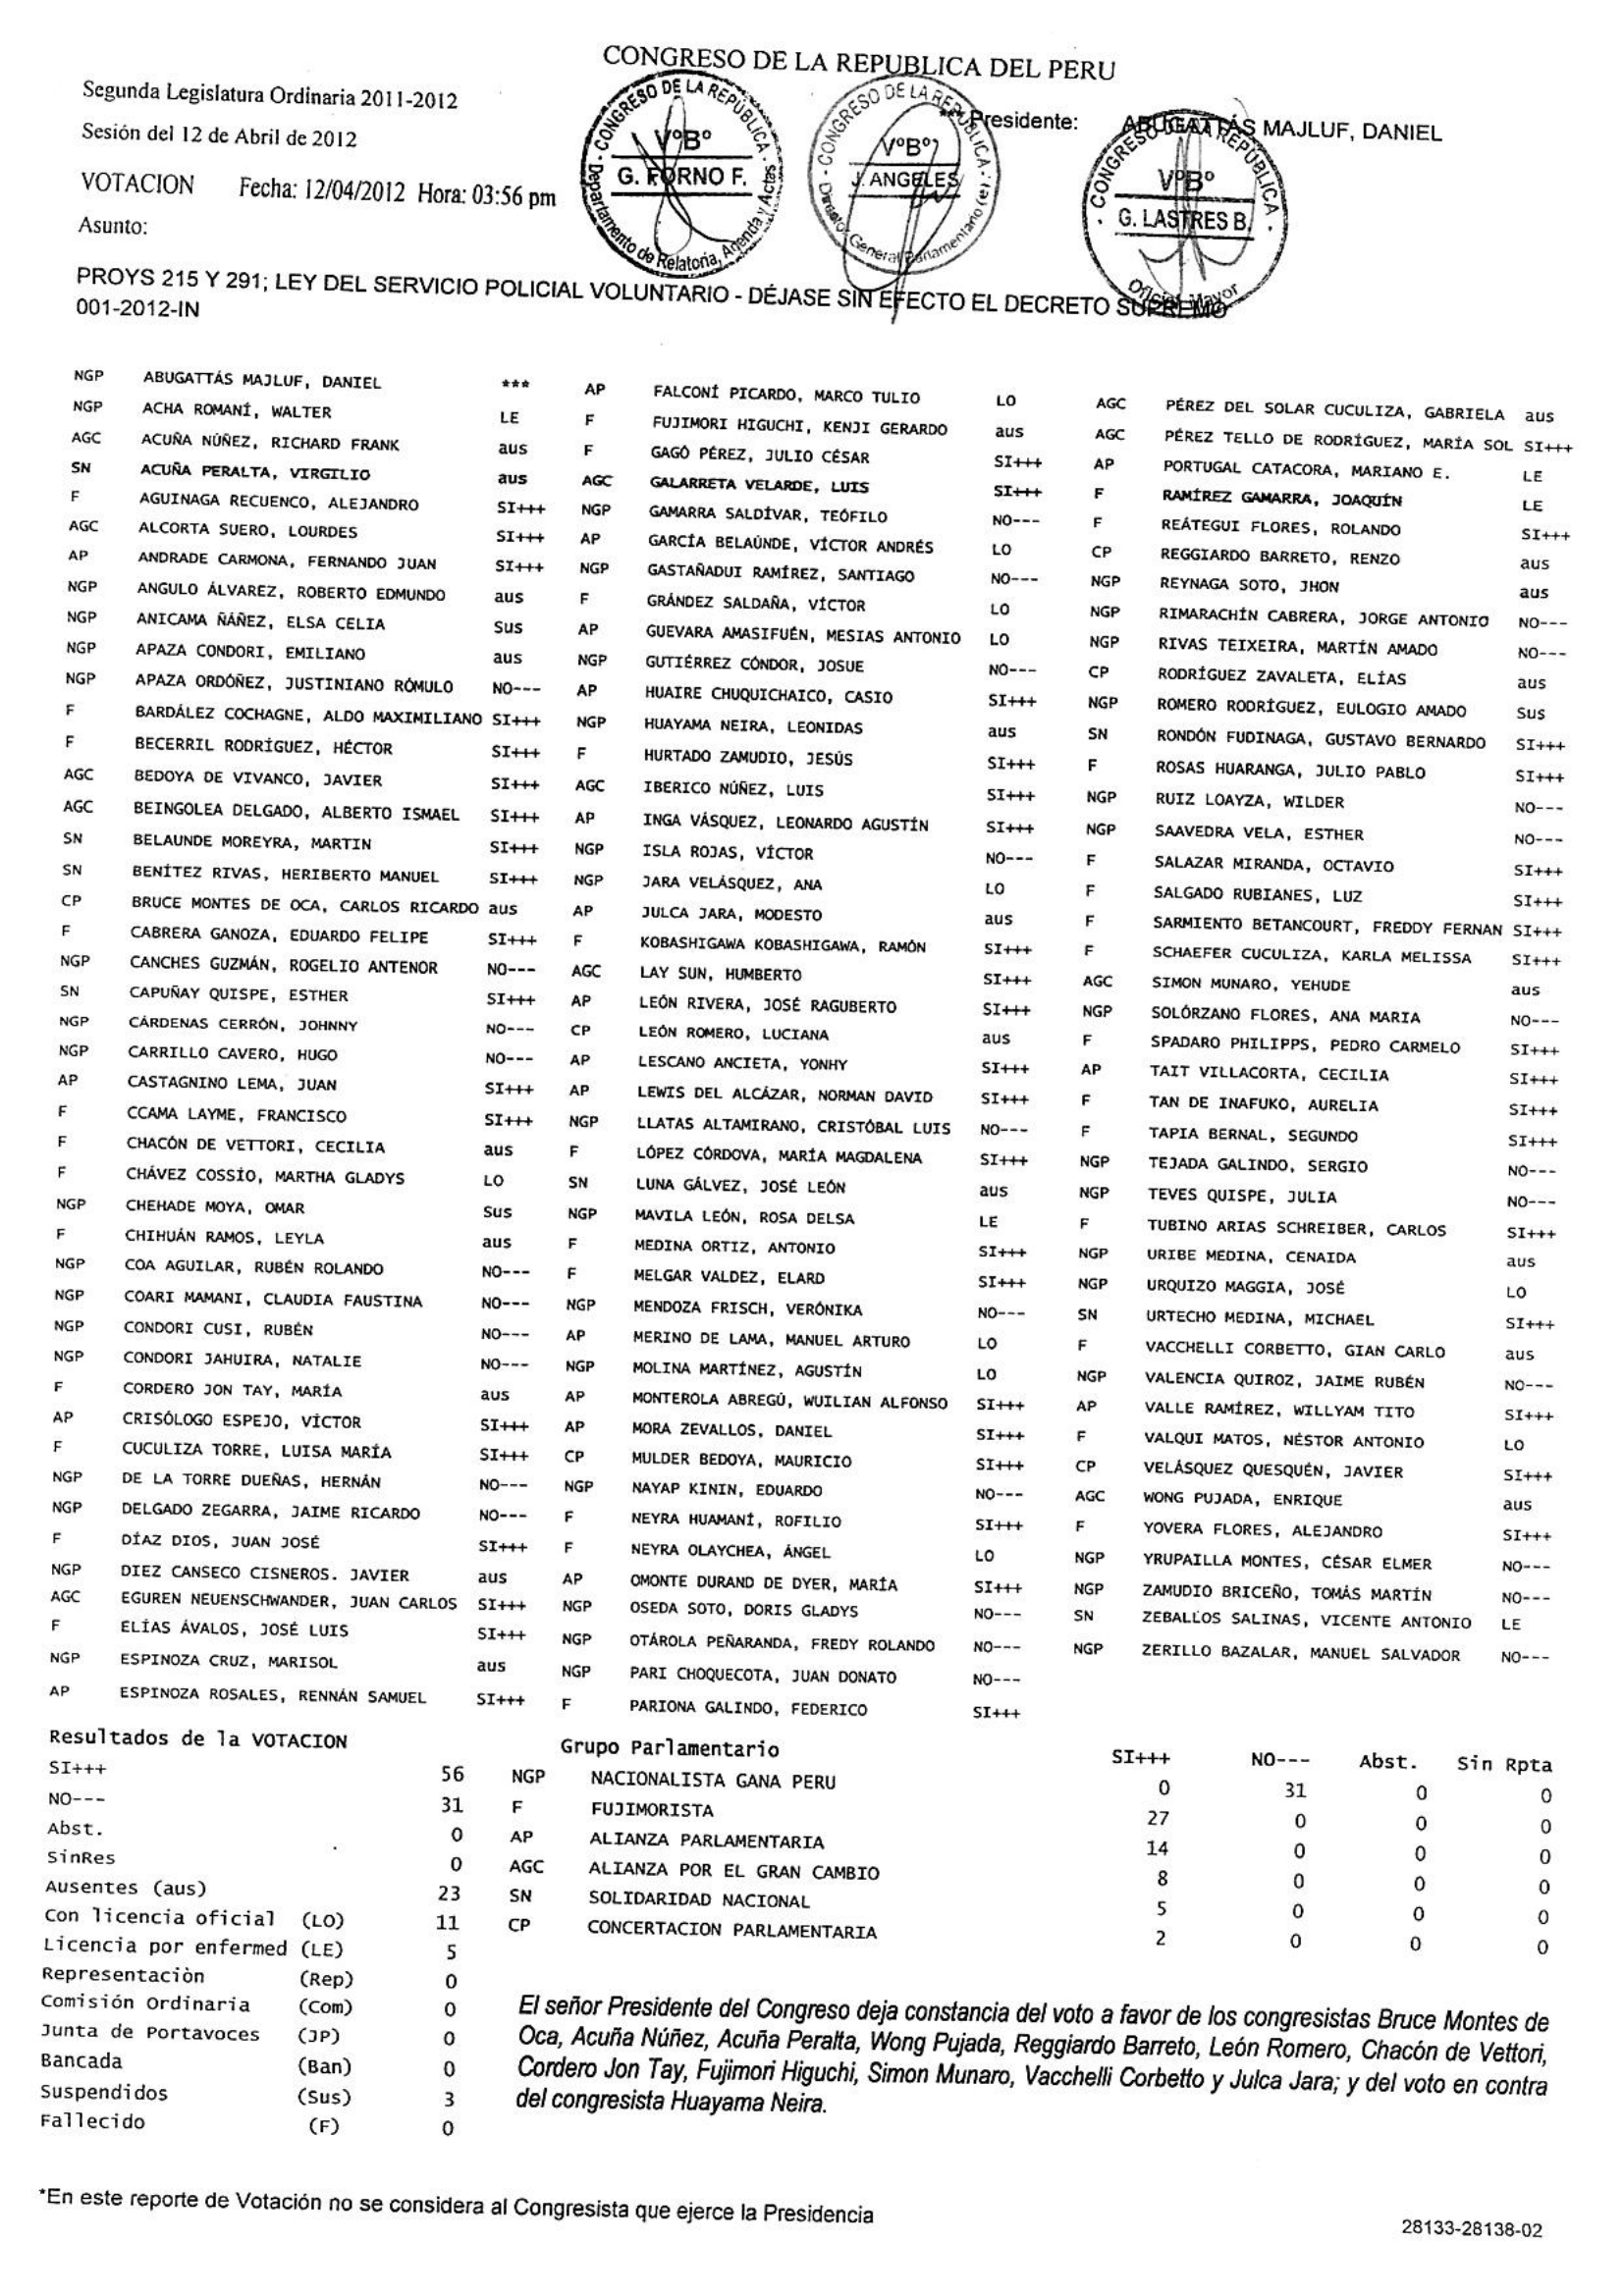 CONGRESO DE LA REPUBLICA DEL PERU
Segunda Legislatura Ordinaria 2011-2012
Sesión del 12 de Abril de 2012
Presidente: ABUGATTÁS MAJLUF, DANIEL
VOTACION Fecha: 12/04/2012 Hora: 03:56 pm
Asunto:
CONGRESO DE LA REPÚBLICA
VºBº
G. FORNO F.
Departamento de Relatoría, Agenda y Actas
CONGRESO DE LA REPÚBLICA
VºBº
J. ANGELES
General Parlamentario (e)
CONGRESO DE LA REPÚBLICA
VºBº
G. LASTRES B.
Oficial Mayor
PROYS 215 Y 291; LEY DEL SERVICIO POLICIAL VOLUNTARIO - DÉJASE SIN EFECTO EL DECRETO SUPREMO
001-2012-IN
NGP ABUGATTÁS MAJLUF, DANIEL ***
NGP ACHA ROMANÍ, WALTER LE
AGC ACUÑA NÚÑEZ, RICHARD FRANK aus
SN ACUÑA PERALTA, VIRGILIO aus
F AGUINAGA RECUENCO, ALEJANDRO SI+++
AGC ALCORTA SUERO, LOURDES SI+++
AP ANDRADE CARMONA, FERNANDO JUAN SI+++
NGP ANGULO ÁLVAREZ, ROBERTO EDMUNDO aus
NGP ANICAMA ÑÁÑEZ, ELSA CELIA Sus
NGP APAZA CONDORI, EMILIANO aus
NGP APAZA ORDÓÑEZ, JUSTINIANO RÓMULO NO---
F BARDÁLEZ COCHAGNE, ALDO MAXIMILIANO SI+++
F BECERRIL RODRÍGUEZ, HÉCTOR SI+++
AGC BEDOYA DE VIVANCO, JAVIER SI+++
AGC BEINGOLEA DELGADO, ALBERTO ISMAEL SI+++
SN BELAUNDE MOREYRA, MARTIN SI+++
SN BENÍTEZ RIVAS, HERIBERTO MANUEL SI+++
CP BRUCE MONTES DE OCA, CARLOS RICARDO aus
F CABRERA GANOZA, EDUARDO FELIPE SI+++
NGP CANCHES GUZMÁN, ROGELIO ANTENOR NO---
SN CAPUÑAY QUISPE, ESTHER SI+++
NGP CÁRDENAS CERRÓN, JOHNNY NO---
NGP CARRILLO CAVERO, HUGO NO---
AP CASTAGNINO LEMA, JUAN SI+++
F CCAMA LAYME, FRANCISCO SI+++
F CHACÓN DE VETTORI, CECILIA aus
F CHÁVEZ COSSÍO, MARTHA GLADYS LO
NGP CHEHADE MOYA, OMAR Sus
F CHIHUÁN RAMOS, LEYLA aus
NGP COA AGUILAR, RUBÉN ROLANDO NO---
NGP COARI MAMANI, CLAUDIA FAUSTINA NO---
NGP CONDORI CUSI, RUBÉN NO---
NGP CONDORI JAHUIRA, NATALIE NO---
F CORDERO JON TAY, MARÍA aus
AP CRISÓLOGO ESPEJO, VÍCTOR SI+++
F CUCULIZA TORRE, LUISA MARÍA SI+++
NGP DE LA TORRE DUEÑAS, HERNÁN NO---
NGP DELGADO ZEGARRA, JAIME RICARDO NO---
F DÍAZ DIOS, JUAN JOSÉ SI+++
NGP DIEZ CANSECO CISNEROS. JAVIER aus
AGC EGUREN NEUENSCHWANDER, JUAN CARLOS SI+++
F ELÍAS ÁVALOS, JOSÉ LUIS SI+++
NGP ESPINOZA CRUZ, MARISOL aus
AP ESPINOZA ROSALES, RENNÁN SAMUEL SI+++
AP FALCONÍ PICARDO, MARCO TULIO LO
F FUJIMORI HIGUCHI, KENJI GERARDO aus
F GAGÓ PÉREZ, JULIO CÉSAR SI+++
AGC GALARRETA VELARDE, LUIS SI+++
NGP GAMARRA SALDÍVAR, TEÓFILO NO---
AP GARCÍA BELAÚNDE, VÍCTOR ANDRÉS LO
NGP GASTAÑADUI RAMÍREZ, SANTIAGO NO---
F GRÁNDEZ SALDAÑA, VÍCTOR LO
AP GUEVARA AMASIFUÉN, MESIAS ANTONIO LO
NGP GUTIÉRREZ CÓNDOR, JOSUE NO---
AP HUAIRE CHUQUICHAICO, CASIO SI+++
NGP HUAYAMA NEIRA, LEONIDAS aus
F HURTADO ZAMUDIO, JESÚS SI+++
AGC IBERICO NÚÑEZ, LUIS SI+++
AP INGA VÁSQUEZ, LEONARDO AGUSTÍN SI+++
NGP ISLA ROJAS, VÍCTOR NO---
NGP JARA VELÁSQUEZ, ANA LO
AP JULCA JARA, MODESTO aus
F KOBASHIGAWA KOBASHIGAWA, RAMÓN SI+++
AGC LAY SUN, HUMBERTO SI+++
AP LEÓN RIVERA, JOSÉ RAGUBERTO SI+++
CP LEÓN ROMERO, LUCIANA aus
AP LESCANO ANCIETA, YONHY SI+++
AP LEWIS DEL ALCÁZAR, NORMAN DAVID SI+++
NGP LLATAS ALTAMIRANO, CRISTÓBAL LUIS NO---
F LÓPEZ CÓRDOVA, MARÍA MAGDALENA SI+++
SN LUNA GÁLVEZ, JOSÉ LEÓN aus
NGP MAVILA LEÓN, ROSA DELSA LE
F MEDINA ORTIZ, ANTONIO SI+++
F MELGAR VALDEZ, ELARD SI+++
NGP MENDOZA FRISCH, VERÓNIKA NO---
AP MERINO DE LAMA, MANUEL ARTURO LO
NGP MOLINA MARTÍNEZ, AGUSTÍN LO
AP MONTEROLA ABREGÚ, WUILIAN ALFONSO SI+++
AP MORA ZEVALLOS, DANIEL SI+++
CP MULDER BEDOYA, MAURICIO SI+++
NGP NAYAP KININ, EDUARDO NO---
F NEYRA HUAMANÍ, ROFILIO SI+++
F NEYRA OLAYCHEA, ÁNGEL LO
AP OMONTE DURAND DE DYER, MARÍA SI+++
NGP OSEDA SOTO, DORIS GLADYS NO---
NGP OTÁROLA PEÑARANDA, FREDY ROLANDO NO---
NGP PARI CHOQUECOTA, JUAN DONATO NO---
F PARIONA GALINDO, FEDERICO SI+++
AGC PÉREZ DEL SOLAR CUCULIZA, GABRIELA aus
AGC PÉREZ TELLO DE RODRÍGUEZ, MARÍA SOL SI+++
AP PORTUGAL CATACORA, MARIANO E. LE
F RAMÍREZ GAMARRA, JOAQUÍN LE
F REÁTEGUI FLORES, ROLANDO SI+++
CP REGGIARDO BARRETO, RENZO aus
NGP REYNAGA SOTO, JHON aus
NGP RIMARACHÍN CABRERA, JORGE ANTONIO NO---
NGP RIVAS TEIXEIRA, MARTÍN AMADO NO---
CP RODRÍGUEZ ZAVALETA, ELÍAS aus
NGP ROMERO RODRÍGUEZ, EULOGIO AMADO Sus
SN RONDÓN FUDINAGA, GUSTAVO BERNARDO SI+++
F ROSAS HUARANGA, JULIO PABLO SI+++
NGP RUIZ LOAYZA, WILDER NO---
NGP SAAVEDRA VELA, ESTHER NO---
F SALAZAR MIRANDA, OCTAVIO SI+++
F SALGADO RUBIANES, LUZ SI+++
F SARMIENTO BETANCOURT, FREDDY FERNAN SI+++
F SCHAEFER CUCULIZA, KARLA MELISSA SI+++
AGC SIMON MUNARO, YEHUDE aus
NGP SOLÓRZANO FLORES, ANA MARIA NO---
F SPADARO PHILIPPS, PEDRO CARMELO SI+++
AP TAIT VILLACORTA, CECILIA SI+++
F TAN DE INAFUKO, AURELIA SI+++
F TAPIA BERNAL, SEGUNDO SI+++
NGP TEJADA GALINDO, SERGIO NO---
NGP TEVES QUISPE, JULIA NO---
F TUBINO ARIAS SCHREIBER, CARLOS SI+++
NGP URIBE MEDINA, CENAIDA aus
NGP URQUIZO MAGGIA, JOSÉ LO
SN URTECHO MEDINA, MICHAEL SI+++
F VACCHELLI CORBETTO, GIAN CARLO aus
NGP VALENCIA QUIROZ, JAIME RUBÉN NO---
AP VALLE RAMÍREZ, WILLYAM TITO SI+++
F VALQUI MATOS, NÉSTOR ANTONIO LO
CP VELÁSQUEZ QUESQUÉN, JAVIER SI+++
AGC WONG PUJADA, ENRIQUE aus
F YOVERA FLORES, ALEJANDRO SI+++
NGP YRUPAILLA MONTES, CÉSAR ELMER NO---
NGP ZAMUDIO BRICEÑO, TOMÁS MARTÍN NO---
SN ZEBALLOS SALINAS, VICENTE ANTONIO LE
NGP ZERILLO BAZALAR, MANUEL SALVADOR NO---
Resultados de la VOTACION
SI+++ 56
NO--- 31
Abst. 0
SinRes 0
Ausentes (aus) 23
Con licencia oficial (LO) 11
Licencia por enfermed (LE) 5
Representaciòn (Rep) 0
Comisión Ordinaria (Com) 0
Junta de Portavoces (JP) 0
Bancada (Ban) 0
Suspendidos (Sus) 3
Fallecido (F) 0
Grupo Parlamentario SI+++ NO--- Abst. Sin Rpta
NGP NACIONALISTA GANA PERU 0 31 0 0
F FUJIMORISTA 27 0 0 0
AP ALIANZA PARLAMENTARIA 14 0 0 0
AGC ALIANZA POR EL GRAN CAMBIO 8 0 0 0
SN SOLIDARIDAD NACIONAL 5 0 0 0
CP CONCERTACION PARLAMENTARIA 2 0 0 0
El señor Presidente del Congreso deja constancia del voto a favor de los congresistas Bruce Montes de
Oca, Acuña Núñez, Acuña Peralta, Wong Pujada, Reggiardo Barreto, León Romero, Chacón de Vettori,
Cordero Jon Tay, Fujimori Higuchi, Simon Munaro, Vacchelli Corbetto y Julca Jara; y del voto en contra
del congresista Huayama Neira.
*En este reporte de Votación no se considera al Congresista que ejerce la Presidencia
28133-28138-02